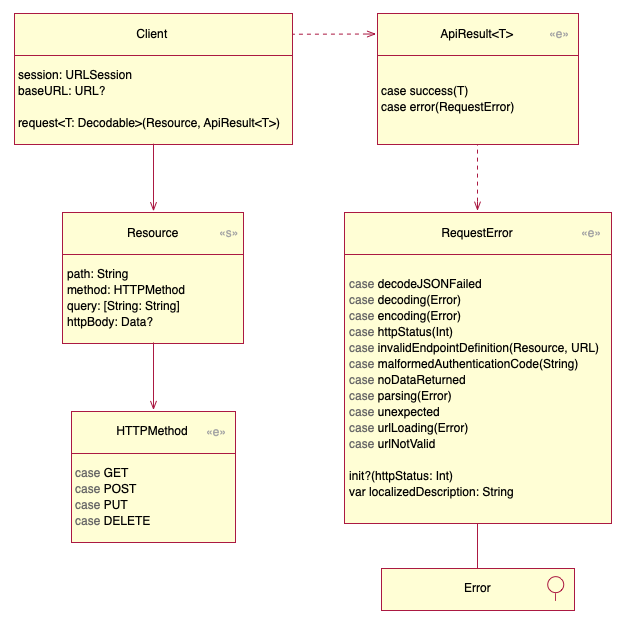 Client
session: URLSession
baseURL: URL?
request<T: Decodable>(Resource, ApiResult<T>)
ApiResult<T> «e»
case success(T)
case error(RequestError)
Resource «s»
path: String
method: HTTPMethod
query: [String: String]
httpBody: Data?
RequestError «e»
case decodeJSONFailed
case decoding(Error)
case encoding(Error)
case httpStatus(Int)
case invalidEndpointDefinition(Resource, URL)
case malformedAuthenticationCode(String)
case noDataReturned
case parsing(Error)
case unexpected
case urlLoading(Error)
case urlNotValid
init?(httpStatus: Int)
var localizedDescription: String
HTTPMethod «e»
case GET
case POST
case PUT
case DELETE
Error